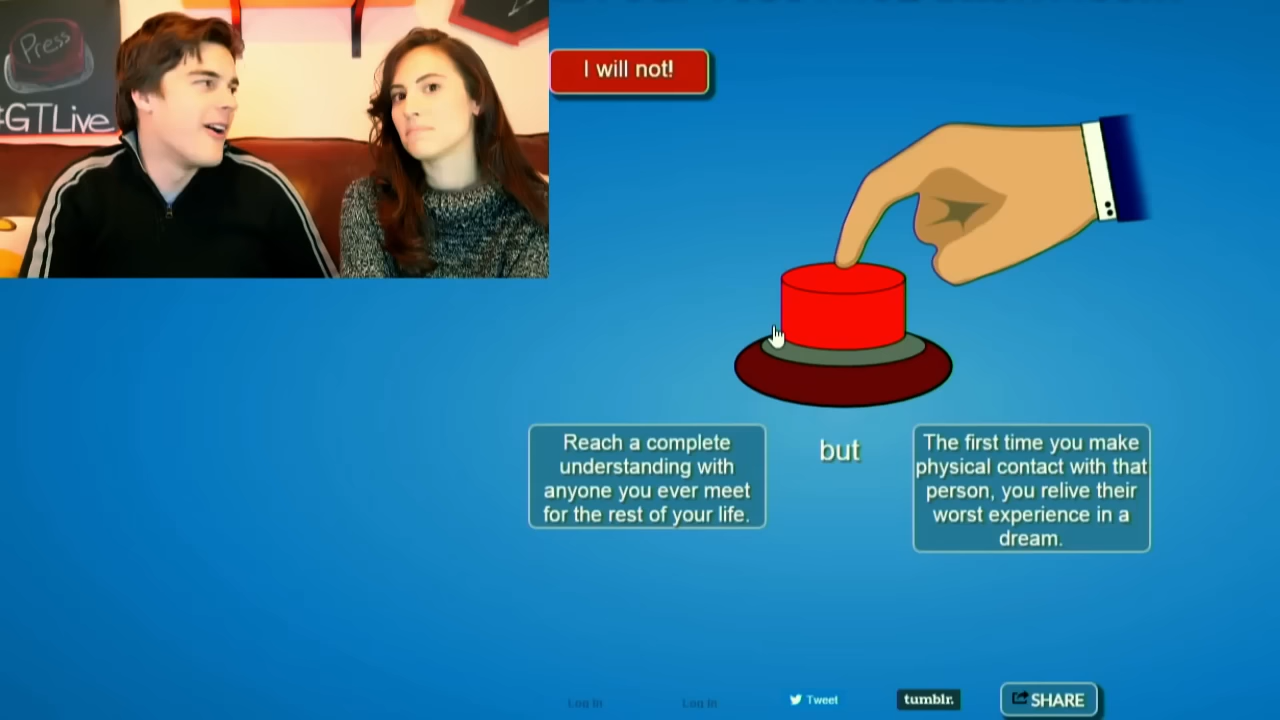 Press
#GTLive
I will not!
Reach a complete
understanding with
anyone you ever meet
for the rest of your life.
but
The first time you make
physical contact with that
person, you relive their
worst experience in a
dream.
Log In
Log In
Tweet
tumblr.
SHARE